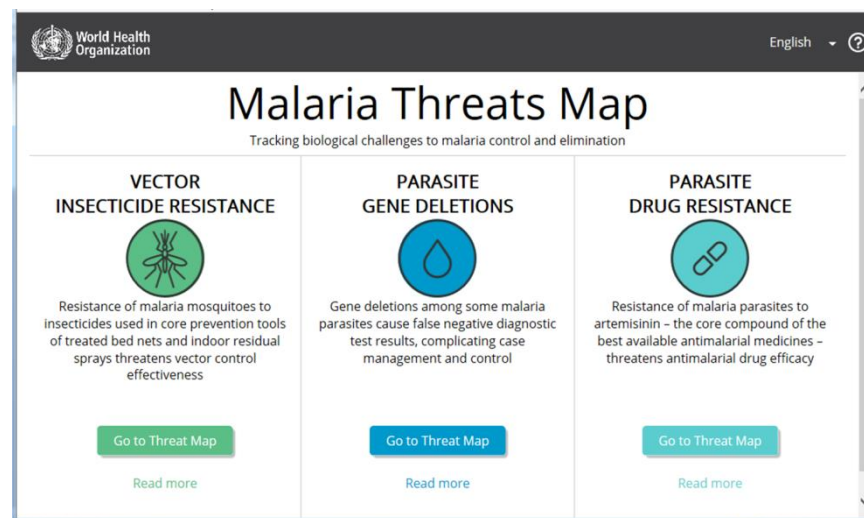 World Health
Organization
English
Malaria Threats Map
Tracking biological challenges to malaria control and elimination
VECTOR
INSECTICIDE RESISTANCE
Resistance of malaria mosquitoes to
insecticides used in core prevention tools
of treated bed nets and indoor residual
sprays threatens vector control
effectiveness
Go to Threat Map
Read more
PARASITE
GENE DELETIONS
Gene deletions among some malaria
parasites cause false negative diagnostic
test results, complicating case
management and control
Go to Threat Map
Read more
PARASITE
DRUG RESISTANCE
Resistance of malaria parasites to
artemisinin – the core compound of the
best available antimalarial medicines –
threatens antimalarial drug efficacy
Go to Threat Map
Read more